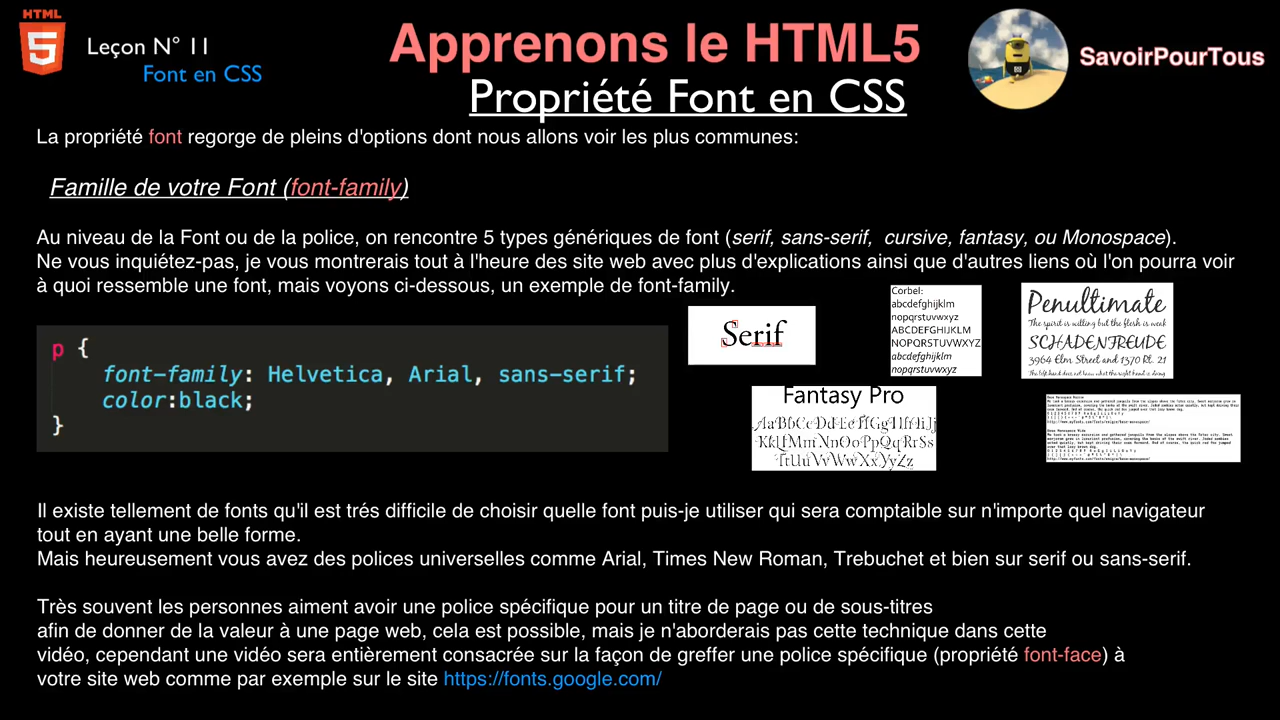 HTML
5
Leçon N° 11
Font en CSS
Apprenons le HTML5
Propriété Font en CSS
SavoirPourTous
La propriété font regorge de pleins d'options dont nous allons voir les plus communes:
Famille de votre Font (font-family)
Au niveau de la Font ou de la police, on rencontre 5 types génériques de font (serif, sans-serif, cursive, fantasy, ou Monospace).
Ne vous inquiétez-pas, je vous montrerais tout à l'heure des site web avec plus d'explications ainsi que d'autres liens où l'on pourra voir
à quoi ressemble une font, mais voyons ci-dessous, un exemple de font-family.
p {
font-family: Helvetica, Arial, sans-serif;
color:black;
}
Serif
Corbel:
abcdefghijklm
nopqrstuvwxyz
ABCDEFGHIJKLM
NOPQRSTUVWXYZ
abcdefghijklm
nopqrstuvwxyz
Penultimate
The spirit is willing but the flesh is weak
SCHADENFREUDE
3964 Elm Street and 1370 Rt. 21
The left hand does not know what the right hand is doing
Fantasy Pro
AaBbCcDdEeFfGgHhIiJj
KkLlMmNnOoPpQqRrSs
TtUuVvWwXxYyZz
Il existe tellement de fonts qu'il est trés difficile de choisir quelle font puis-je utiliser qui sera comptaible sur n'importe quel navigateur
tout en ayant une belle forme.
Mais heureusement vous avez des polices universelles comme Arial, Times New Roman, Trebuchet et bien sur serif ou sans-serif.
Très souvent les personnes aiment avoir une police spécifique pour un titre de page ou de sous-titres
afin de donner de la valeur à une page web, cela est possible, mais je n'aborderais pas cette technique dans cette
vidéo, cependant une vidéo sera entièrement consacrée sur la façon de greffer une police spécifique (propriété font-face) à
votre site web comme par exemple sur le site https://fonts.google.com/